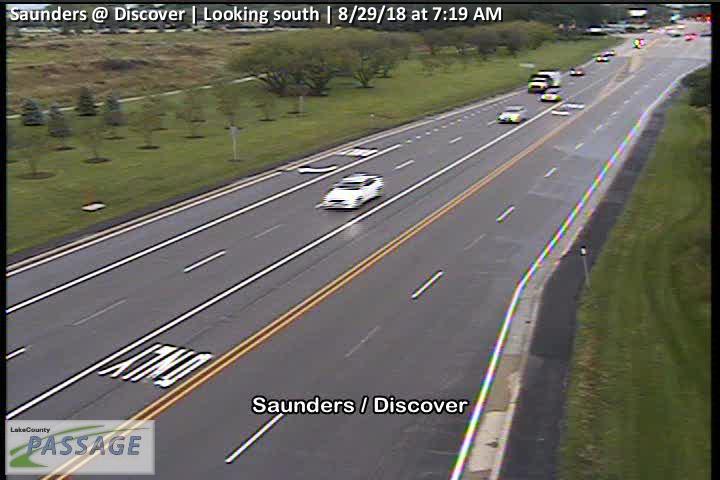 Saunders @ Discover | Looking south | 8/29/18 at 7:19 AM
ONLY
Saunders / Discover
LakeCounty
PASSAGE